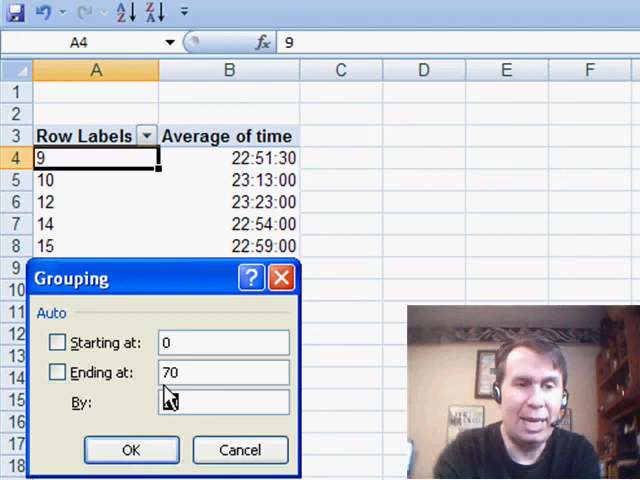 A4 fx 9
A B C D E F
1
2
3 Row Labels Average of time
4 9 22:51:30
5 10 23:13:00
6 12 23:23:00
7 14 22:54:00
8 15 22:59:00
9
10
11
12
13
14
15
16
17
18
Grouping
Auto
Starting at: 0
Ending at: 70
By:
OK Cancel